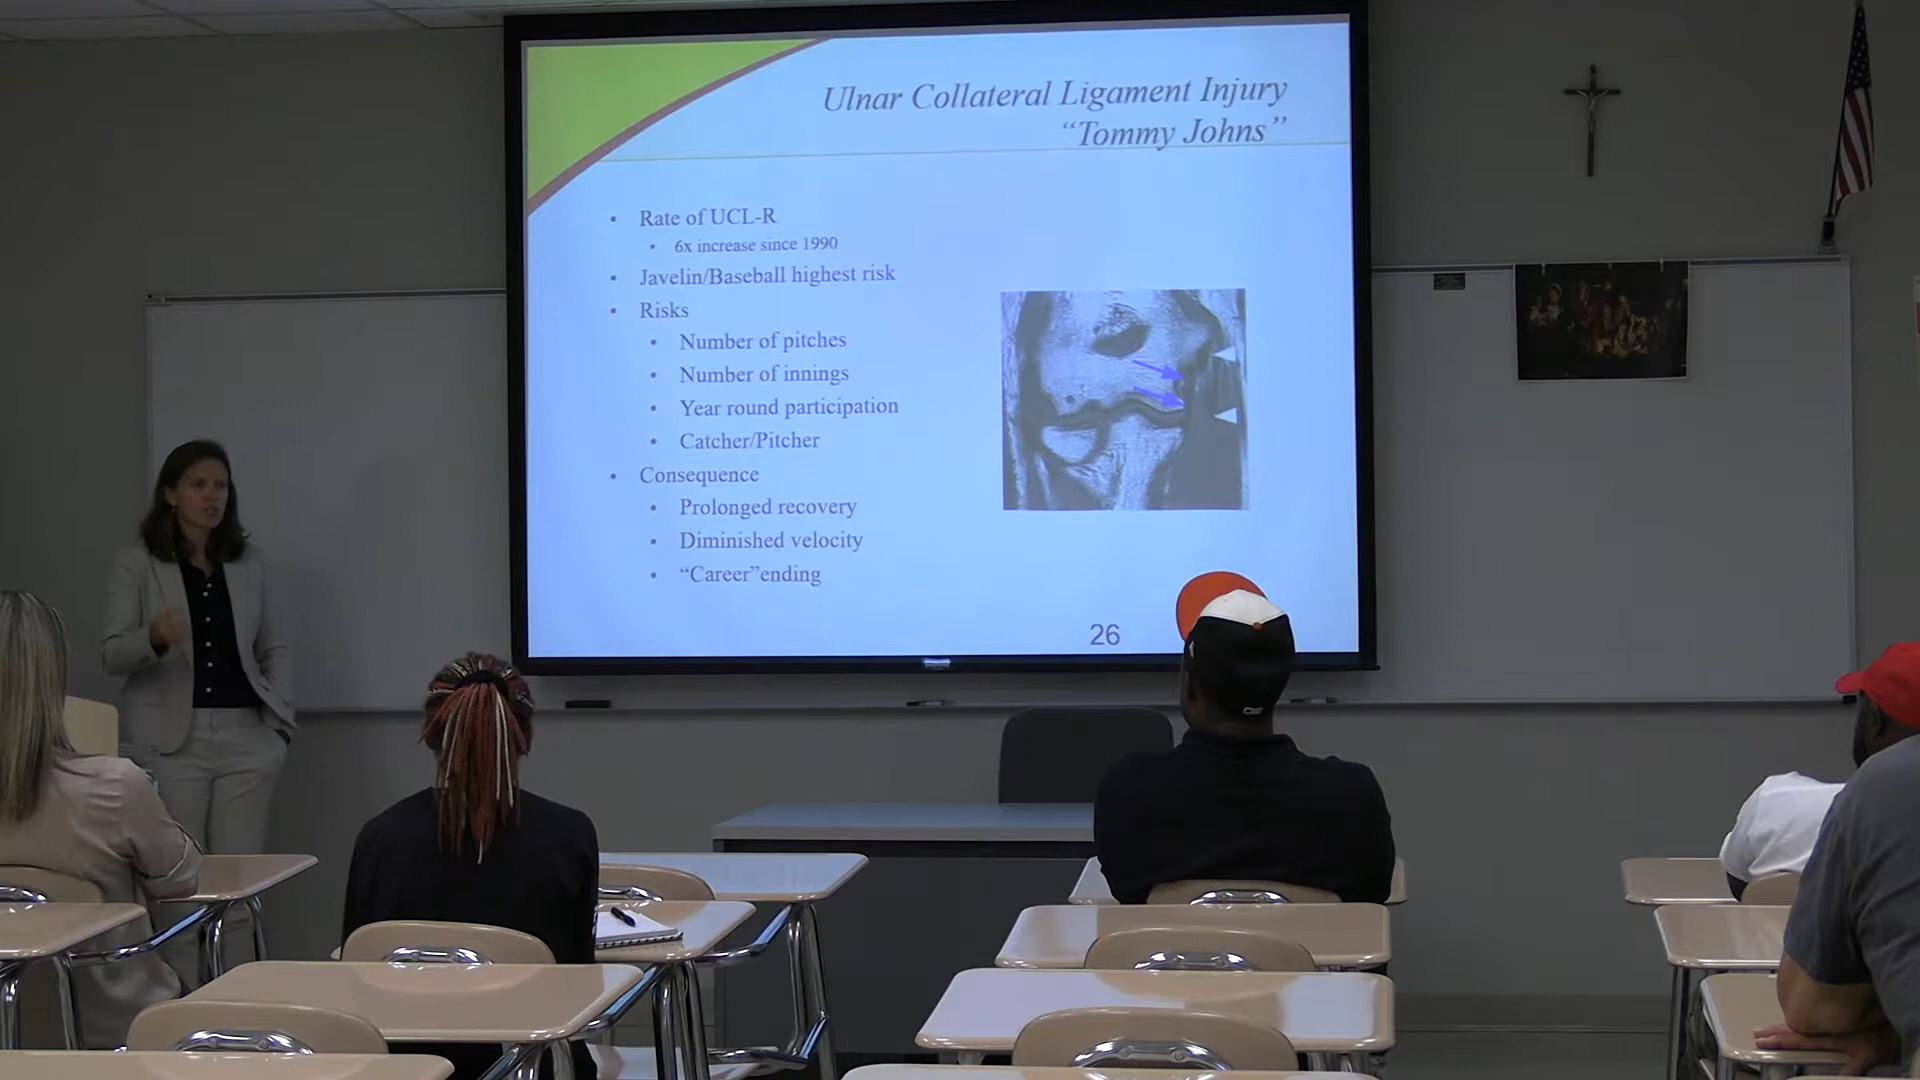 Ulnar Collateral Ligament Injury
“Tommy Johns”
• Rate of UCL-R
• 6x increase since 1990
• Javelin/Baseball highest risk
• Risks
• Number of pitches
• Number of innings
• Year round participation
• Catcher/Pitcher
• Consequence
• Prolonged recovery
• Diminished velocity
• “Career”ending
26